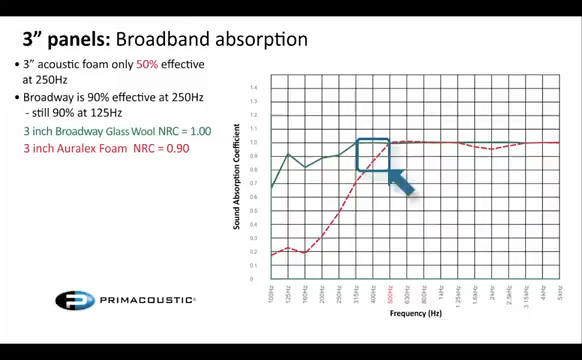 3” panels: Broadband absorption
• 3” acoustic foam only 50% effective
at 250Hz
• Broadway is 90% effective at 250Hz
- still 90% at 125Hz
3 inch Broadway Glass Wool NRC = 1.00
3 inch Auralex Foam NRC = 0.90
PRIMACOUSTIC
Sound Absorption Coefficient
1.4
1.3
1.2
1.1
1.0
0.9
0.8
0.7
0.6
0.5
0.4
0.3
0.2
0.1
0
100Hz
125Hz
160Hz
200Hz
250Hz
315Hz
400Hz
500Hz
630Hz
800Hz
1kHz
1.25kHz
1.6kHz
2kHz
2.5kHz
3.15kHz
4kHz
5kHz
Frequency (Hz)